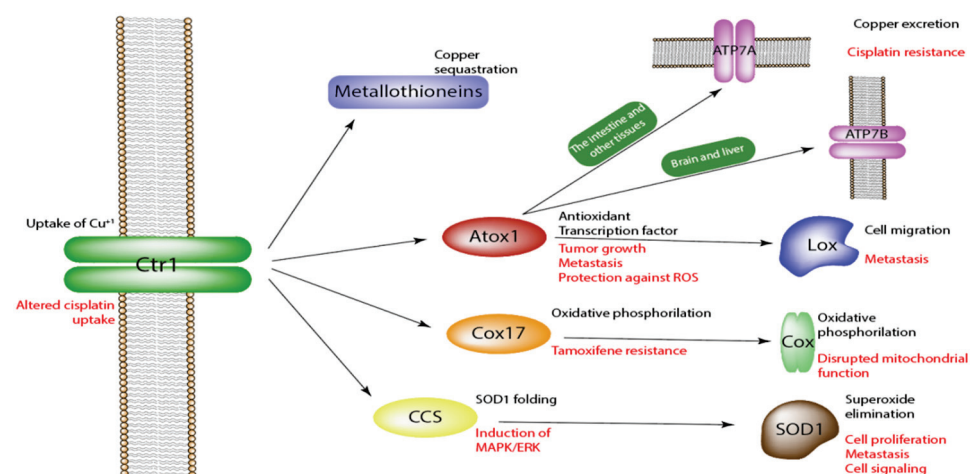 Uptake of Cu+1
Ctr1
Altered cisplatin
uptake
Copper
sequastration
Metallothioneins
ATP7A
Copper excretion
Cisplatin resistance
The intestine and
other tissues
Brain and liver
ATP7B
Atox1
Antioxidant
Transcription factor
Tumor growth
Metastasis
Protection against ROS
Lox
Cell migration
Metastasis
Cox17
Oxidative phosphorilation
Tamoxifene resistance
Cox
Oxidative
phosphorilation
Disrupted mitochondrial
function
CCS
SOD1 folding
Induction of
MAPK/ERK
SOD1
Superoxide
elimination
Cell proliferation
Metastasis
Cell signaling